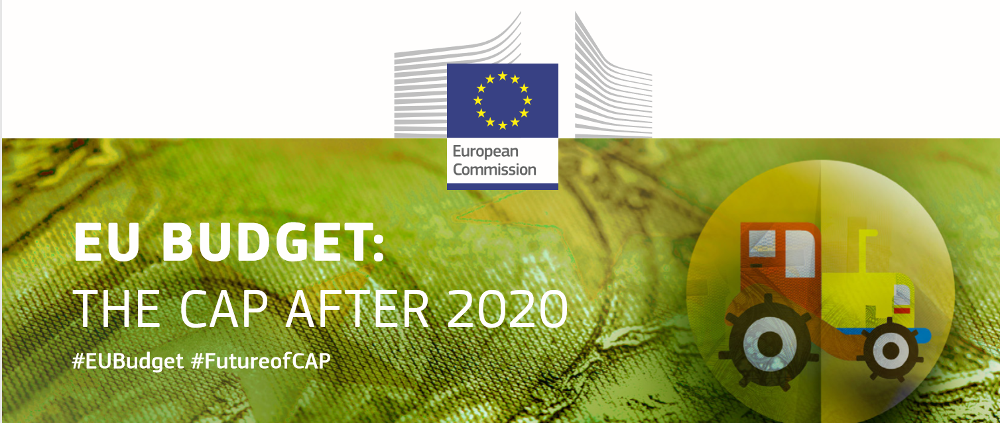 European
Commission
EU BUDGET:
THE CAP AFTER 2020
#EUBudget #FutureofCAP